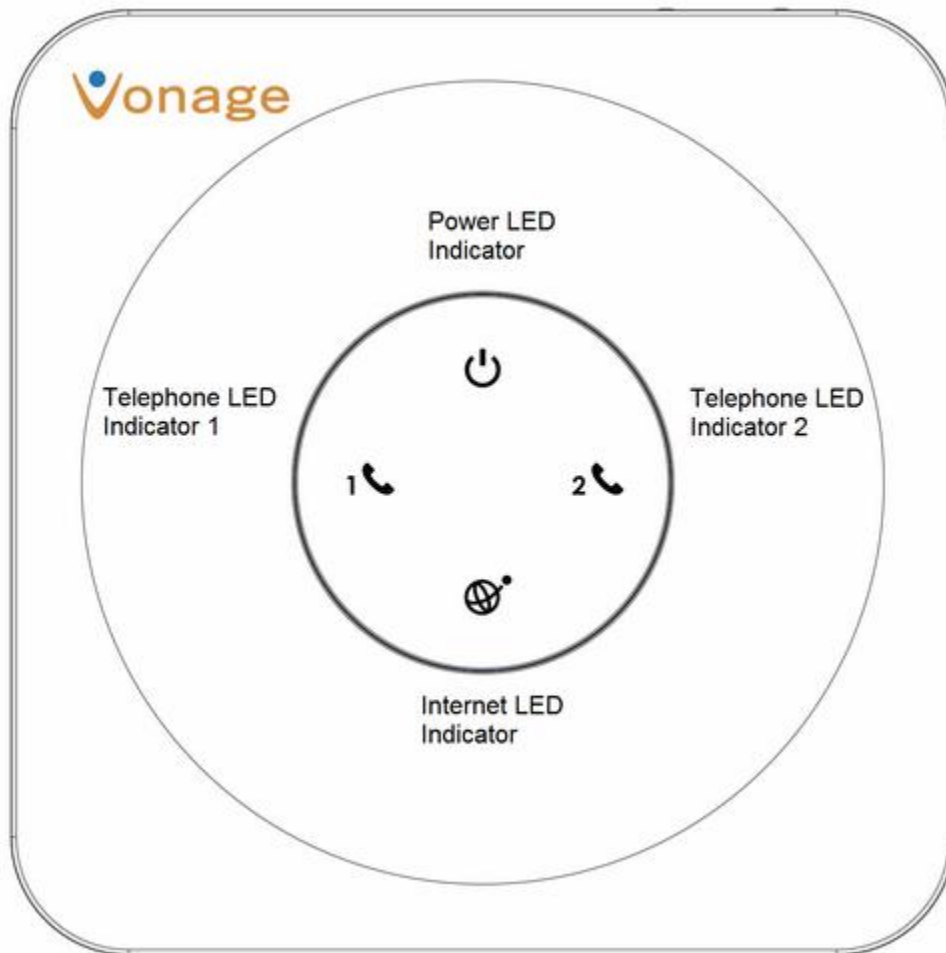 Vonage
Power LED
Indicator
Telephone LED
Indicator 1
Telephone LED
Indicator 2
1
2
Internet LED
Indicator